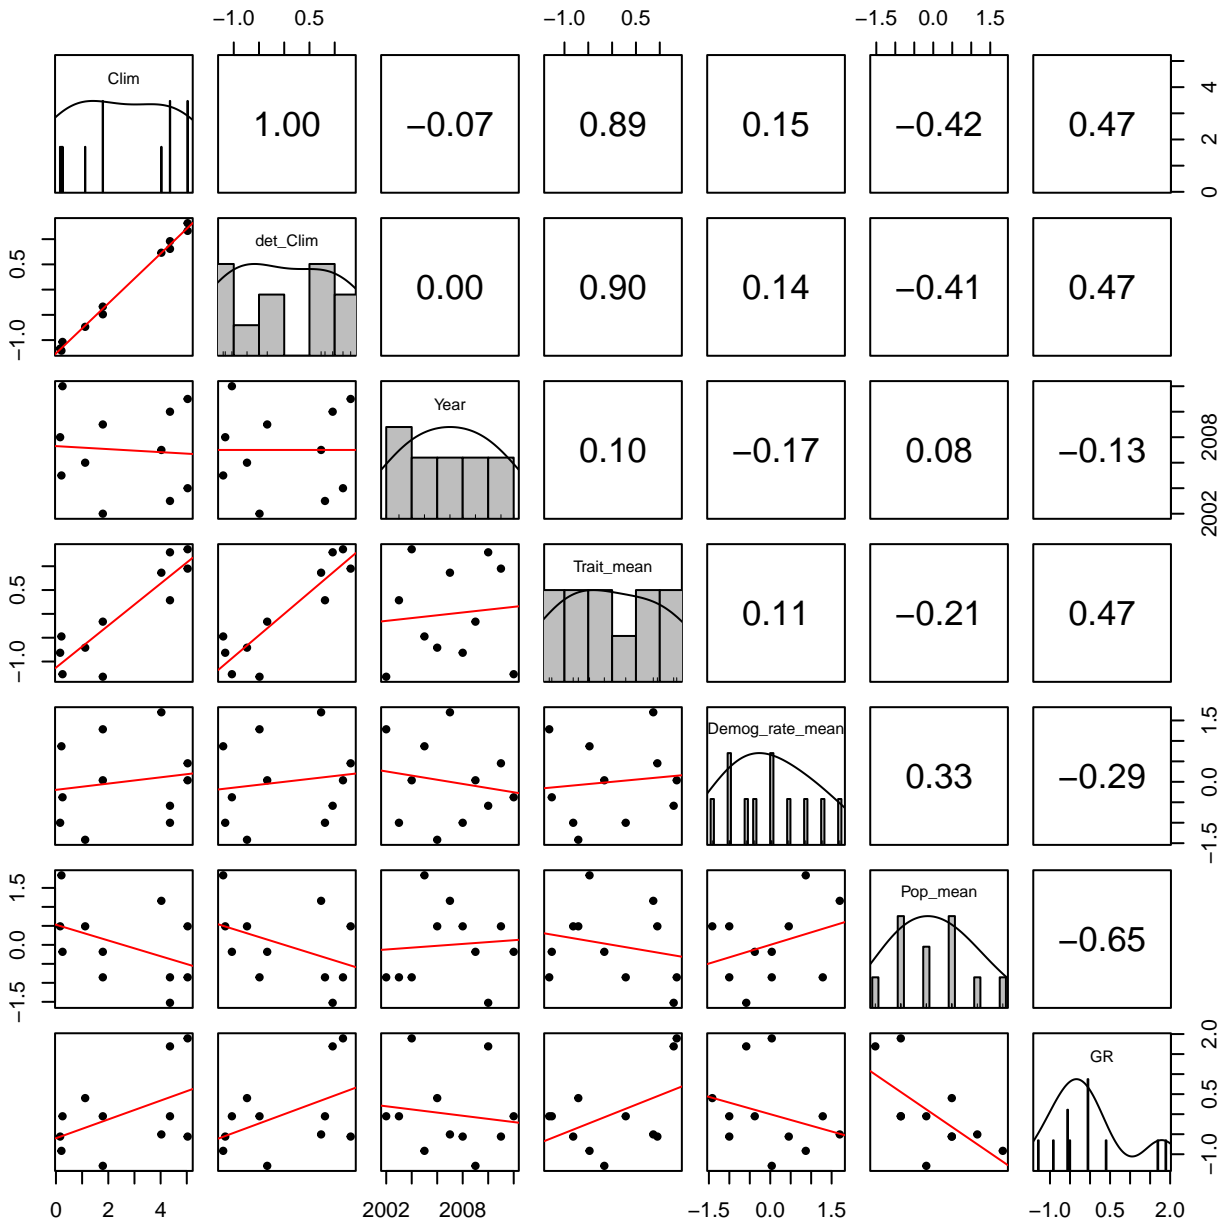 −1.0 0.5 −1.0 0.5 −1.5 0.0 1.5
Clim 1.00 −0.07 0.89 0.15 −0.42 0.47 0 2 4
−1.0 0.5 det_Clim 0.00 0.90 0.14 −0.41 0.47
Year 0.10 −0.17 0.08 −0.13 2002 2008
−1.0 0.5 Trait_mean 0.11 −0.21 0.47
Demog_rate_mean 0.33 −0.29 −1.5 0.0 1.5
−1.5 0.0 1.5 Pop_mean −0.65
GR −1.0 0.5 2.0
0 2 4 2002 2008 −1.5 0.0 1.5 −1.0 0.5 2.0